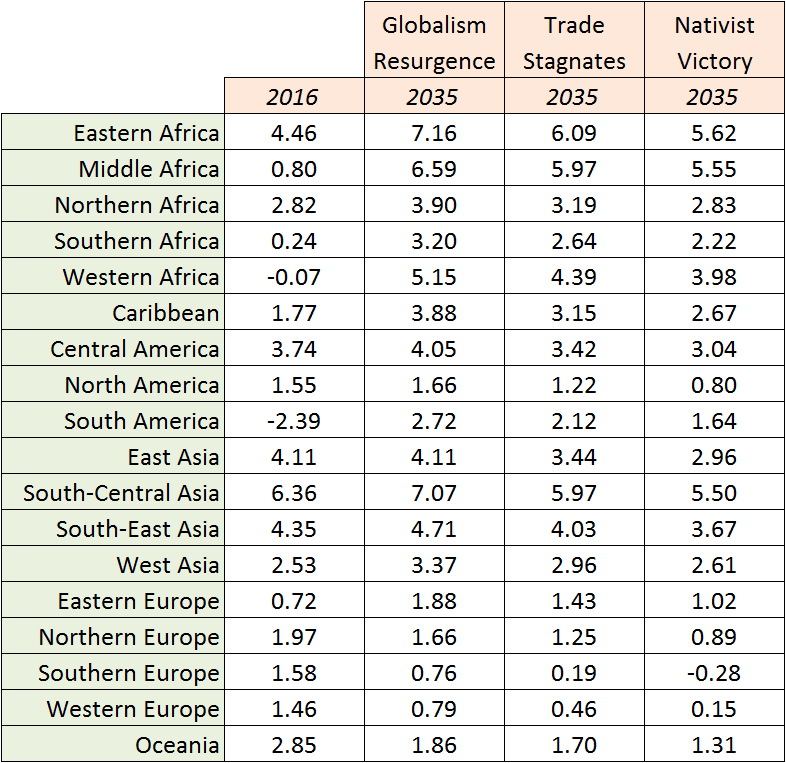 Globalism Trade Nativist
Resurgence Stagnates Victory
2016 2035 2035 2035
Eastern Africa 4.46 7.16 6.09 5.62
Middle Africa 0.80 6.59 5.97 5.55
Northern Africa 2.82 3.90 3.19 2.83
Southern Africa 0.24 3.20 2.64 2.22
Western Africa -0.07 5.15 4.39 3.98
Caribbean 1.77 3.88 3.15 2.67
Central America 3.74 4.05 3.42 3.04
North America 1.55 1.66 1.22 0.80
South America -2.39 2.72 2.12 1.64
East Asia 4.11 4.11 3.44 2.96
South-Central Asia 6.36 7.07 5.97 5.50
South-East Asia 4.35 4.71 4.03 3.67
West Asia 2.53 3.37 2.96 2.61
Eastern Europe 0.72 1.88 1.43 1.02
Northern Europe 1.97 1.66 1.25 0.89
Southern Europe 1.58 0.76 0.19 -0.28
Western Europe 1.46 0.79 0.46 0.15
Oceania 2.85 1.86 1.70 1.31